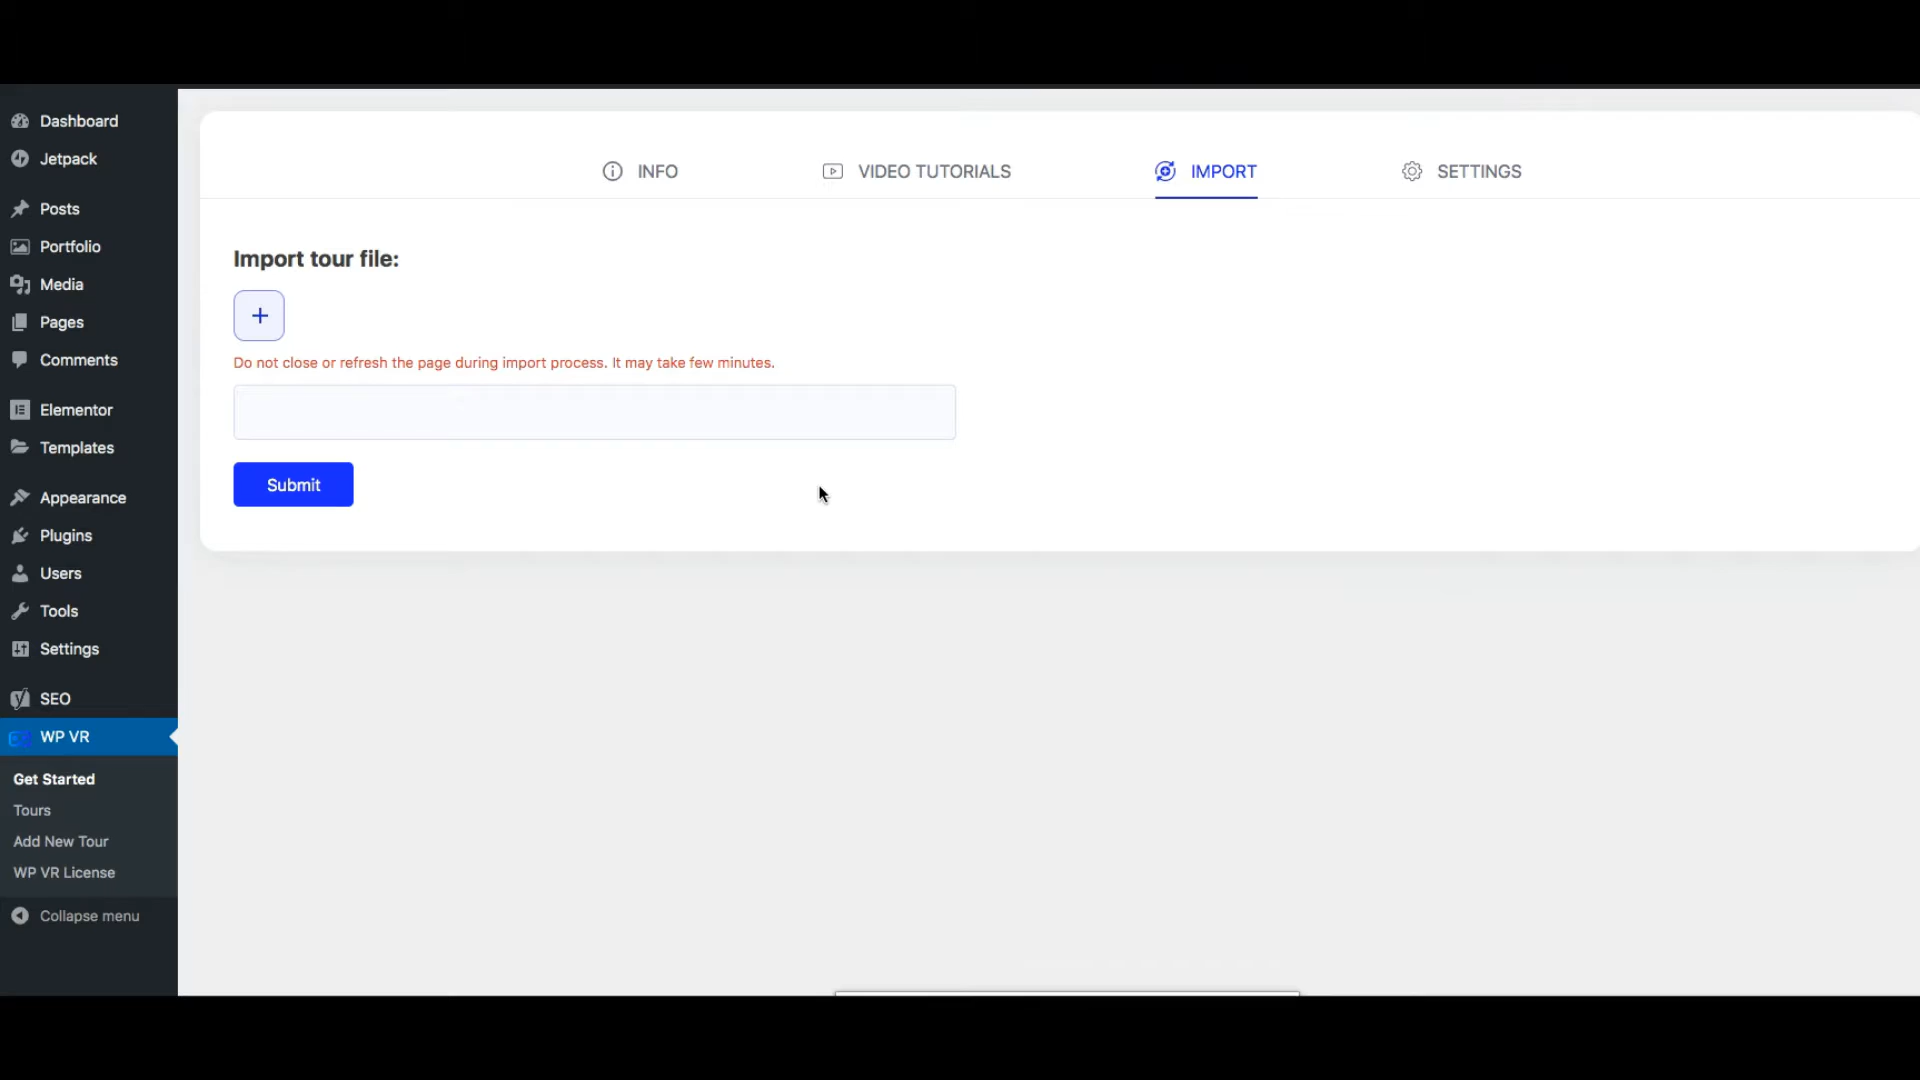 Dashboard
Jetpack
Posts
Portfolio
Media
Pages
Comments
Elementor
Templates
Appearance
Plugins
Users
Tools
Settings
SEO
WP VR
Get Started
Tours
Add New Tour
WP VR License
Collapse menu
INFO
VIDEO TUTORIALS
IMPORT
SETTINGS
Import tour file:
+
Do not close or refresh the page during import process. It may take few minutes.
Submit